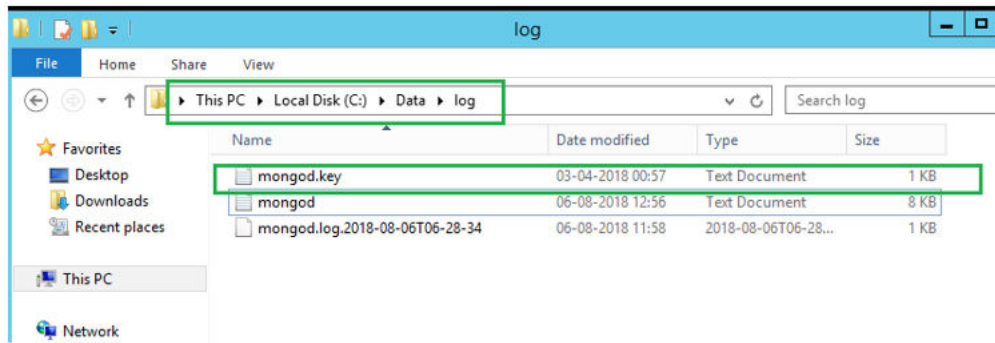 log
File Home Share View
This PC Local Disk (C:) Data log Search log
Favorites
Desktop
Downloads
Recent places
This PC
Network
Name Date modified Type Size
mongod.key 03-04-2018 00:57 Text Document 1 KB
mongod 06-08-2018 12:56 Text Document 8 KB
mongod.log.2018-08-06T06-28-34 06-08-2018 11:58 2018-08-06T06-28... 1 KB